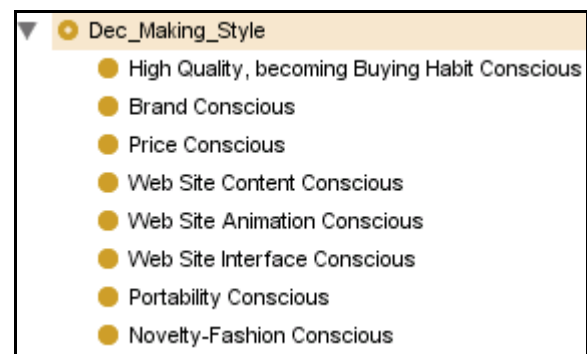 Dec_Making_Style
High Quality, becoming Buying Habit Conscious
Brand Conscious
Price Conscious
Web Site Content Conscious
Web Site Animation Conscious
Web Site Interface Conscious
Portability Conscious
Novelty-Fashion Conscious